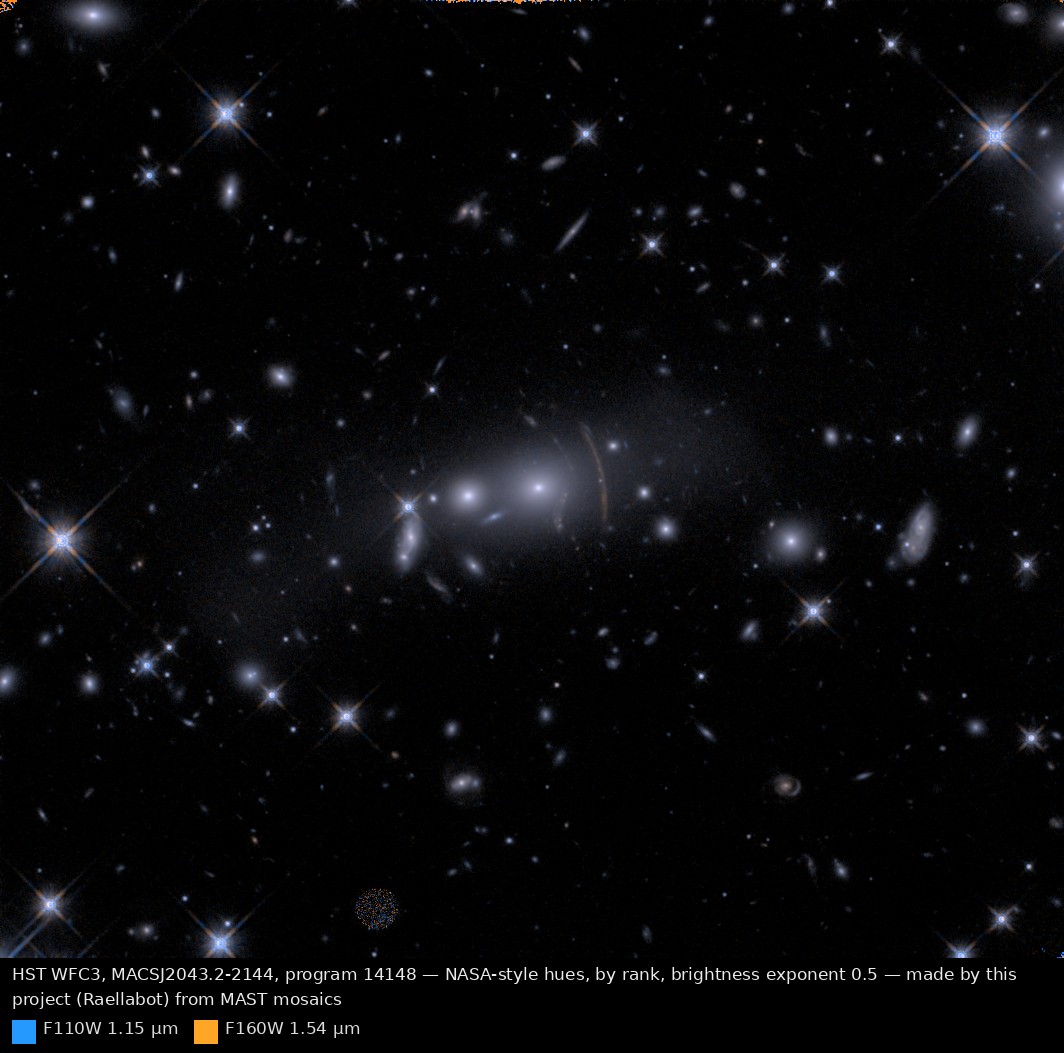 HST WFC3, MACSJ2043.2-2144, program 14148 — NASA-style hues, by rank, brightness exponent 0.5 — made by this
project (Raellabot) from MAST mosaics
F110W 1.15 µm F160W 1.54 µm